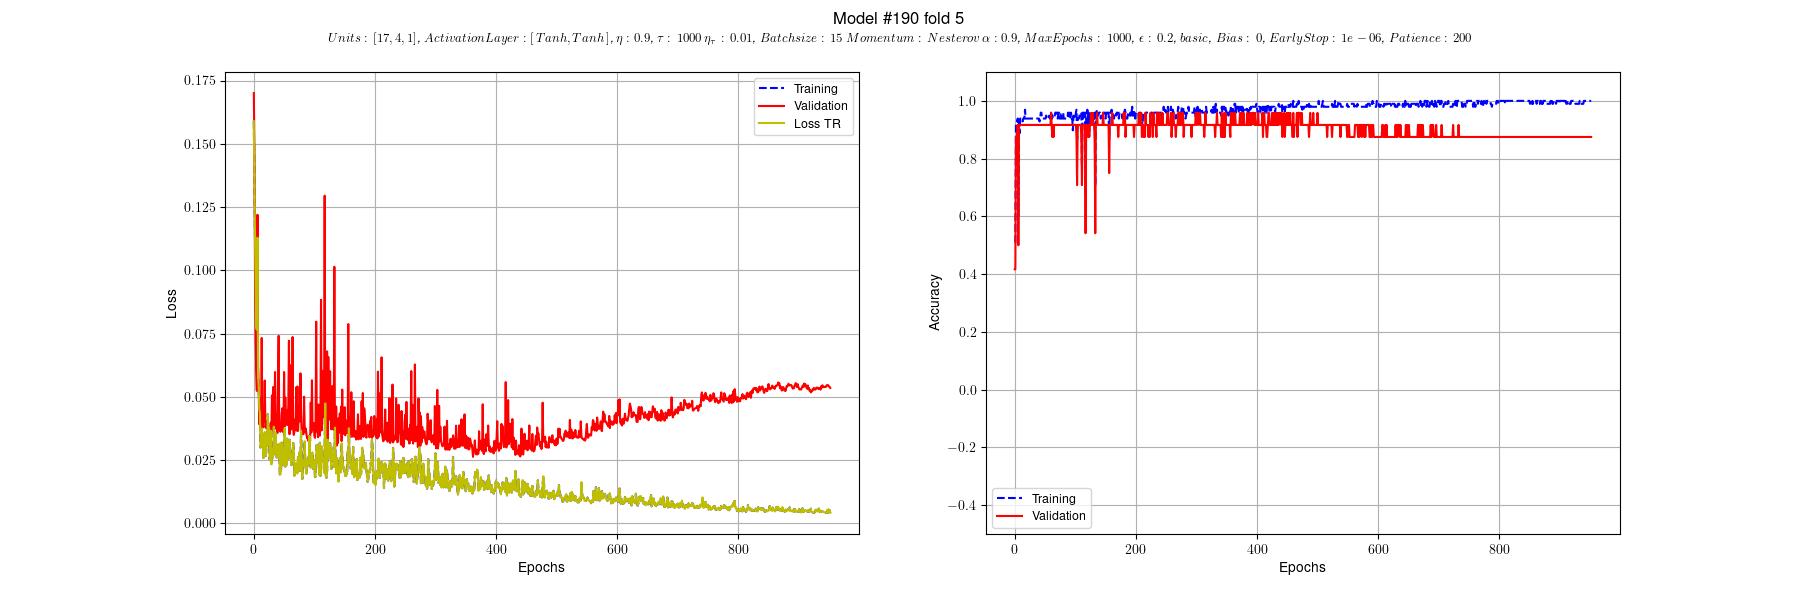 Model #190 fold 5
Units : [17, 4, 1], ActivationLayer : [Tanh, Tanh], η : 0.9, τ : 1000 η_τ : 0.01, Batchsize : 15 Momentum : Nesterov α : 0.9, MaxEpochs : 1000, ϵ : 0.2, basic, Bias : 0, EarlyStop : 1e − 06, Patience : 200
0.175
0.150
0.125
0.100
0.075
0.050
0.025
0.000
Loss
Training
Validation
Loss TR
0 200 400 600 800
Epochs
1.0
0.8
0.6
0.4
0.2
0.0
−0.2
−0.4
Accuracy
Training
Validation
0 200 400 600 800
Epochs